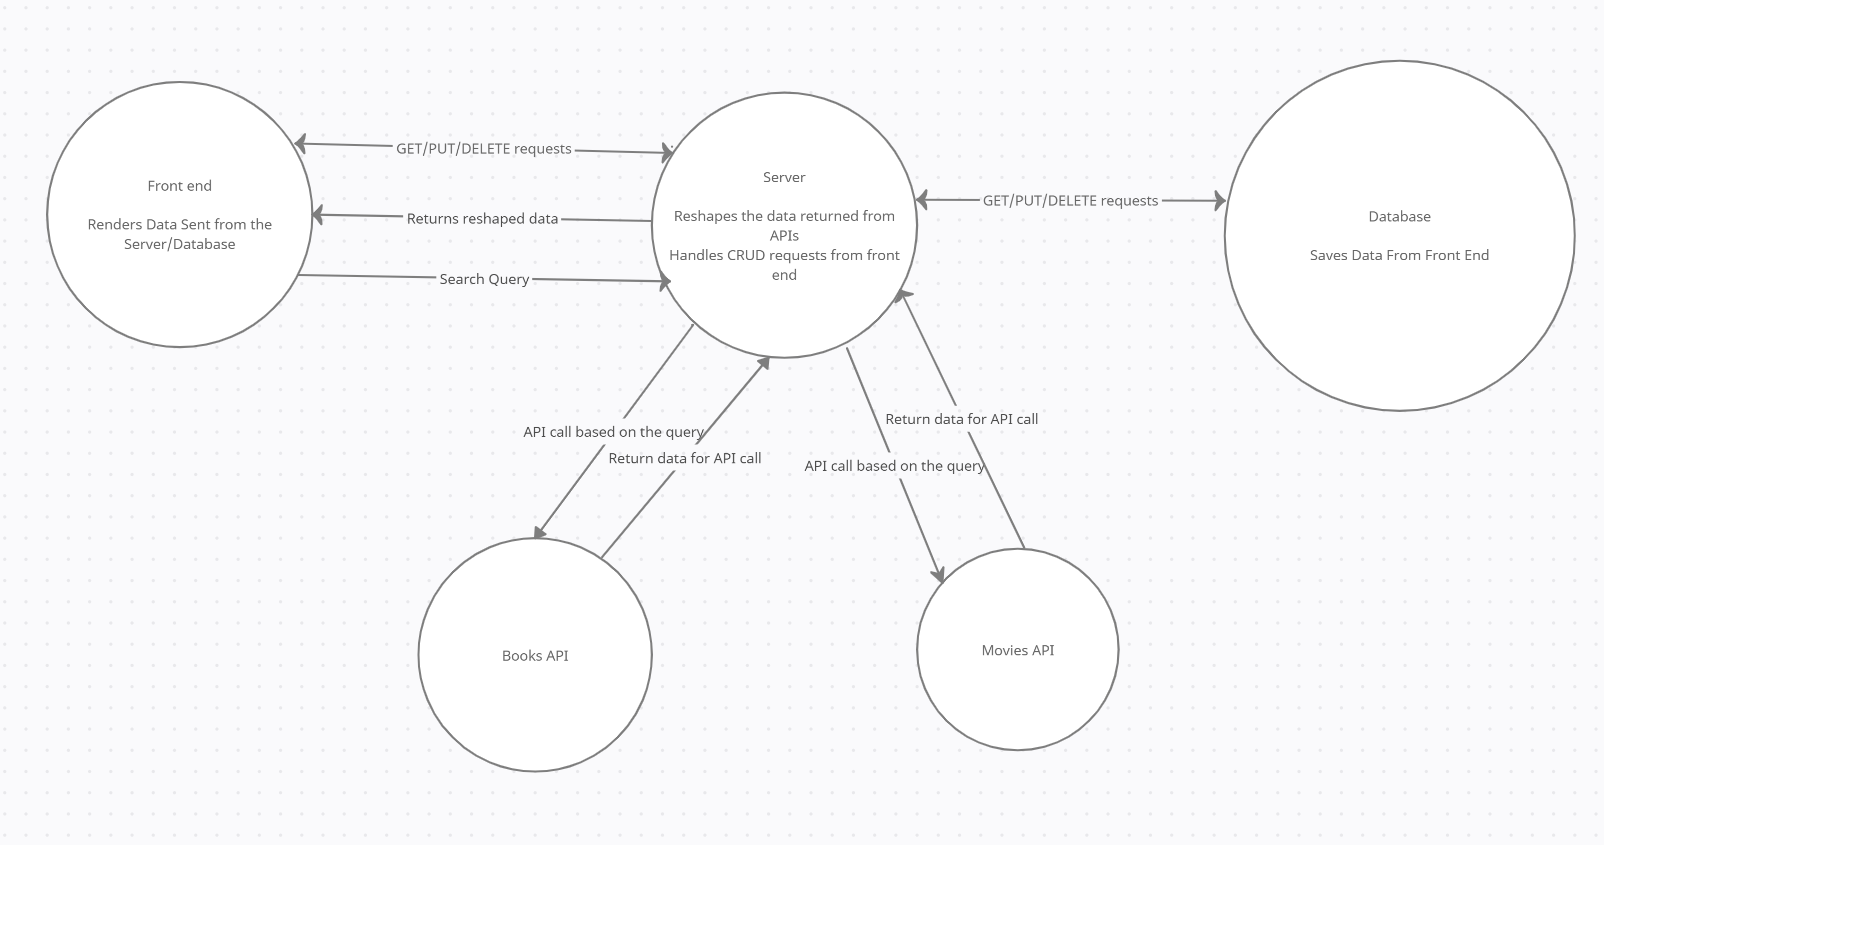 Front end
Renders Data Sent from the
Server/Database
GET/PUT/DELETE requests
Returns reshaped data
Search Query
Server
Reshapes the data returned from
APIs
Handles CRUD requests from front
end
GET/PUT/DELETE requests
Database
Saves Data From Front End
API call based on the query
Return data for API call
Return data for API call
API call based on the query
Books API
Movies API